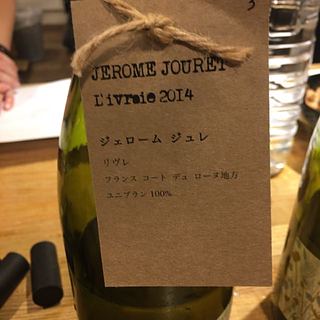 3
JEROME JOURET
L'ivraie 2014
ジェローム ジュレ
リヴレ
フランス コート デュ ローヌ地方
ユニブラン 100%